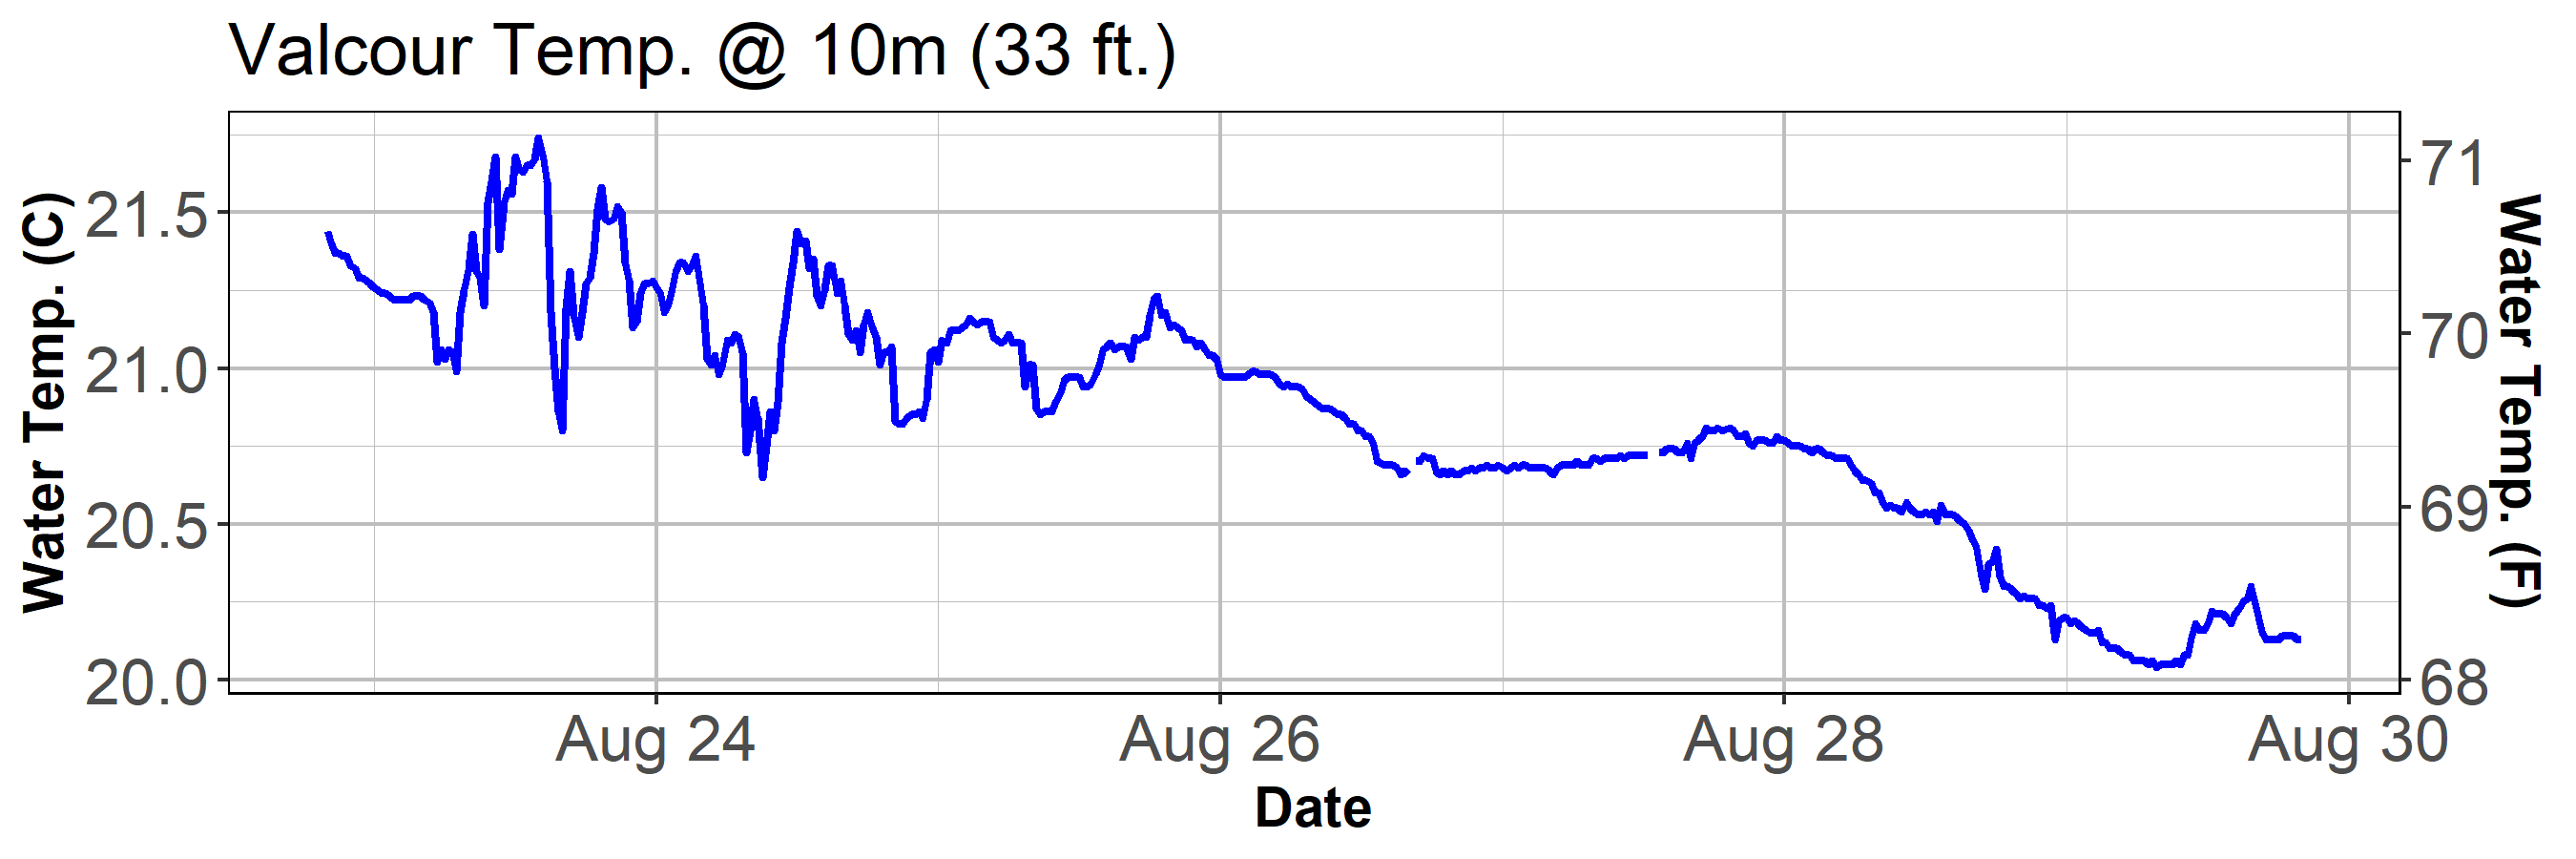 Valcour Temp. @ 10m (33 ft.)
Water Temp. (C)
21.5
21.0
20.5
20.0
71
70
69
68
Water Temp. (F)
Aug 24 Aug 26 Aug 28 Aug 30
Date